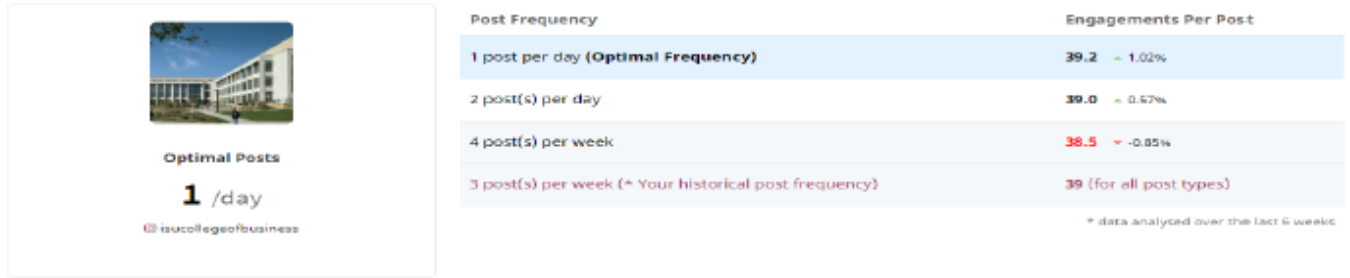 Optimal Posts
1 /day
isucollegeofbusiness
Post Frequency Engagements Per Post
1 post per day (Optimal Frequency) 39.2 1.02%
2 post(s) per day 39.0 0.57%
4 post(s) per week 38.5 -0.85%
3 post(s) per week (* Your historical post frequency) 39 (for all post types)
* data analysed over the last 6 weeks